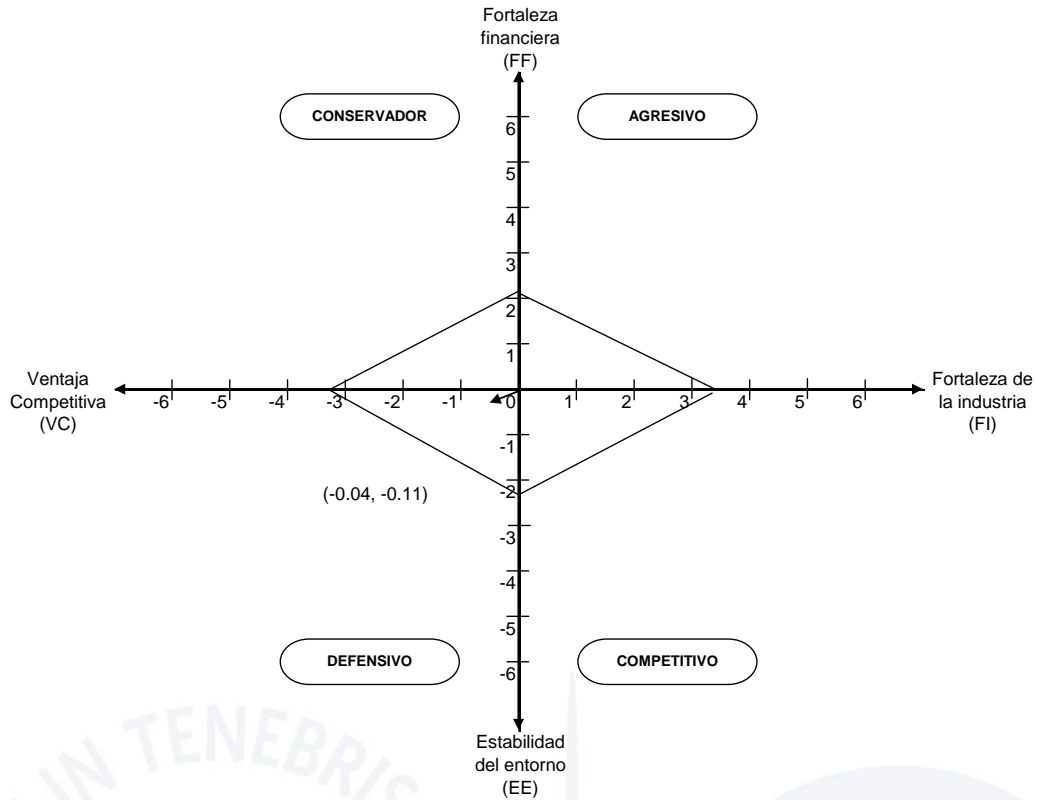 Fortaleza
financiera
(FF)
CONSERVADOR
AGRESIVO
6
5
4
3
2
1
Ventaja
Competitiva
(VC)
-6 -5 -4 -3 -2 -1 0 1 2 3 4 5 6
Fortaleza de
la industria
(FI)
-1
(-0.04, -0.11)
-2
-3
-4
-5
-6
DEFENSIVO
COMPETITIVO
Estabilidad
del entorno
(EE)
IN TENEBRIS